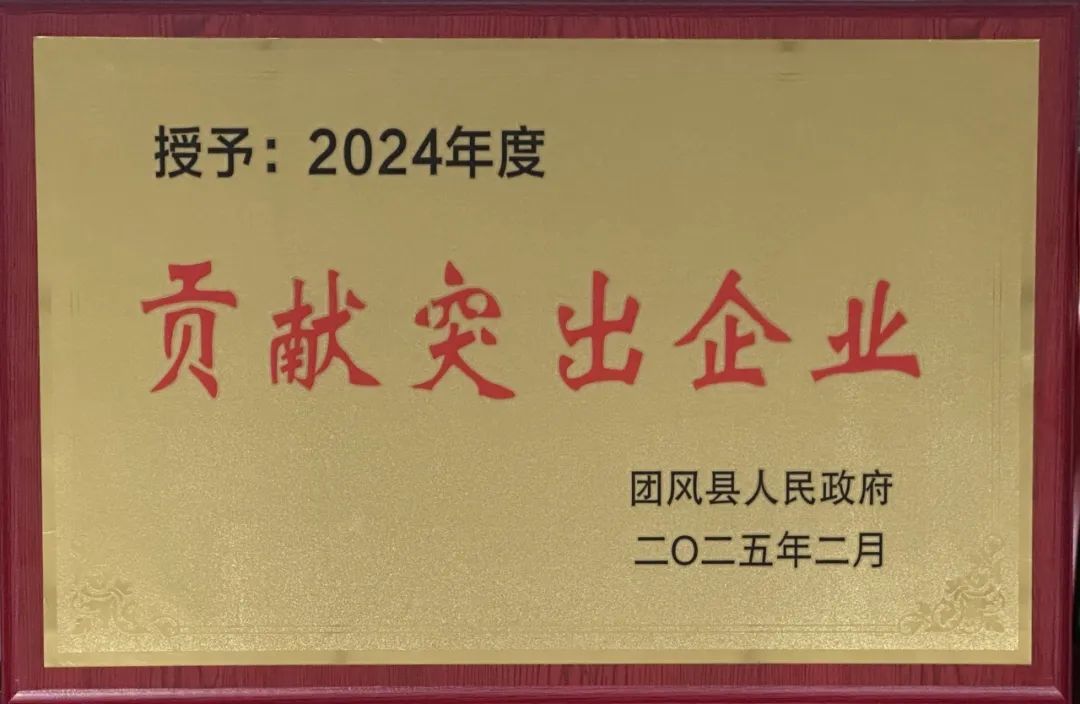 授予：2024年度
贡献突出企业
团风县人民政府
二〇二五年二月